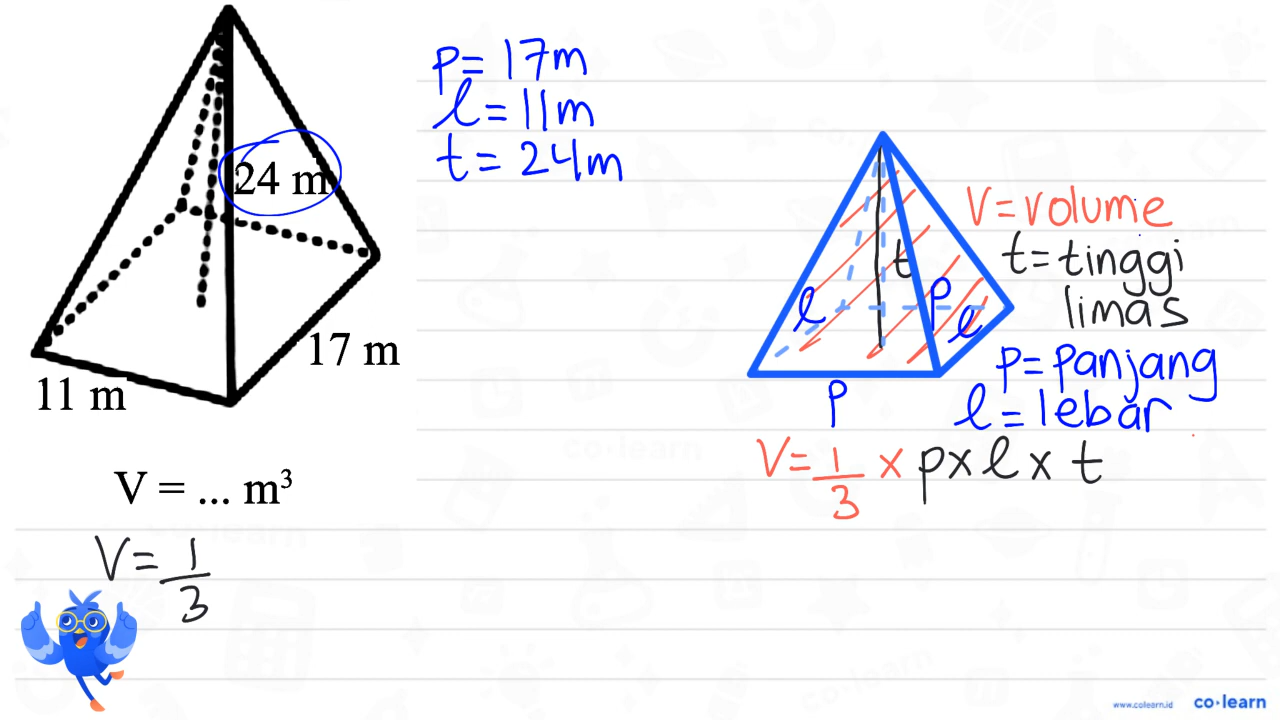 24 m
17 m
11 m
V = ... m³
V = 1/3
p = 17m
l = 11m
t = 24m
t
l
p
l
p
V = volume
t = tinggi
limas
p = panjang
l = lebar
V = 1/3 x p x l x t
www.colearn.id
co·learn